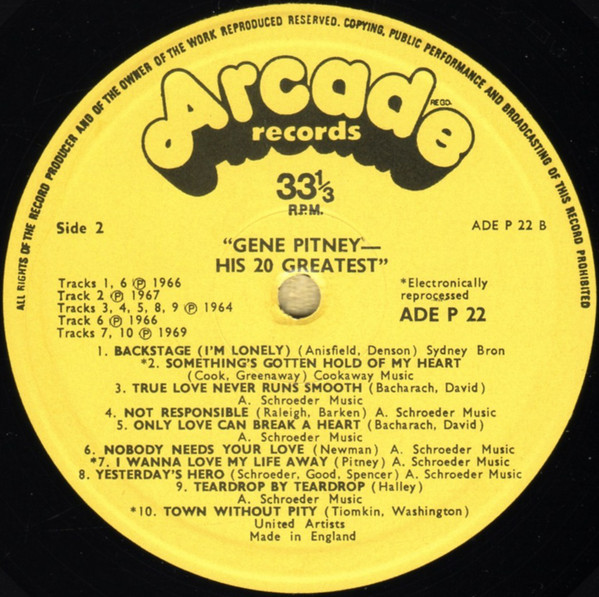 ALL RIGHTS OF THE RECORD PRODUCER AND OF THE OWNER OF THE WORK REPRODUCED RESERVED. COPYING, PUBLIC PERFORMANCE AND BROADCASTING OF THIS RECORD PROHIBITED
Arcade
REGD.
records
33⅓
R.P.M.
Side 2
ADE P 22 B
"GENE PITNEY—
HIS 20 GREATEST"
Tracks 1, 6 ℗ 1966
Track 2 ℗ 1967
Tracks 3, 4, 5, 8, 9 ℗ 1964
Track 6 ℗ 1966
Tracks 7, 10 ℗ 1969
*Electronically
reprocessed
ADE P 22
1. BACKSTAGE (I'M LONELY) (Anisfield, Denson) Sydney Bron
*2. SOMETHING'S GOTTEN HOLD OF MY HEART
(Cook, Greenaway) Cookaway Music
3. TRUE LOVE NEVER RUNS SMOOTH (Bacharach, David)
A. Schroeder Music
4. NOT RESPONSIBLE (Raleigh, Barken) A. Schroeder Music
5. ONLY LOVE CAN BREAK A HEART (Bacharach, David)
A. Schroeder Music
6. NOBODY NEEDS YOUR LOVE (Newman) A. Schroeder Music
*7. I WANNA LOVE MY LIFE AWAY (Pitney) A. Schroeder Music
8. YESTERDAY'S HERO (Schroeder, Good, Spencer) A. Schroeder Music
9. TEARDROP BY TEARDROP (Halley)
A. Schroeder Music
*10. TOWN WITHOUT PITY (Tiomkin, Washington)
United Artists
Made in England